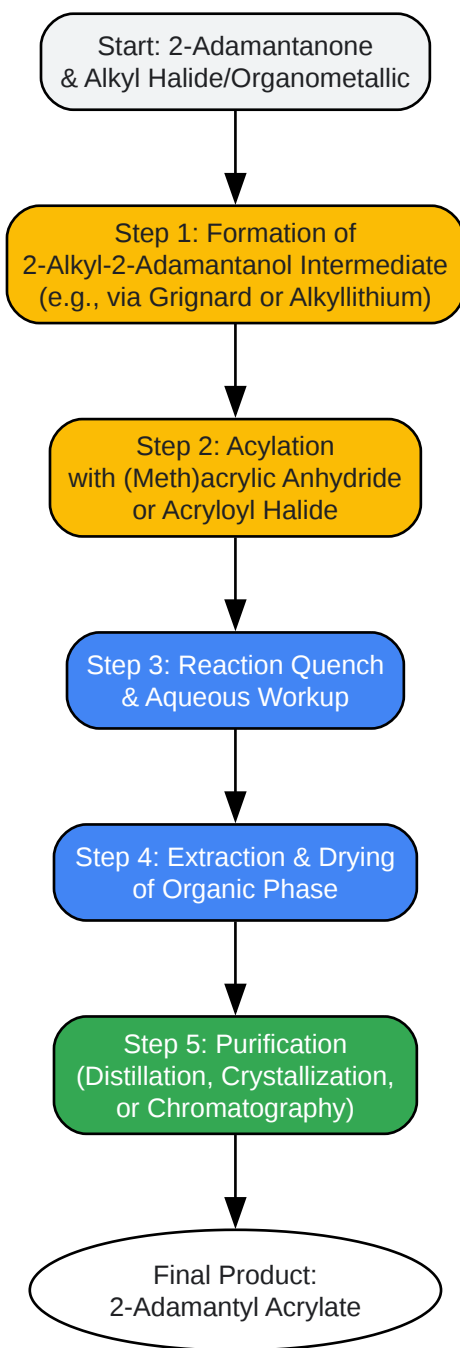 Start: 2-Adamantanone
& Alkyl Halide/Organometallic
Step 1: Formation of
2-Alkyl-2-Adamantanol Intermediate
(e.g., via Grignard or Alkyllithium)
Step 2: Acylation
with (Meth)acrylic Anhydride
or Acryloyl Halide
Step 3: Reaction Quench
& Aqueous Workup
Step 4: Extraction & Drying
of Organic Phase
Step 5: Purification
(Distillation, Crystallization,
or Chromatography)
Final Product:
2-Adamantyl Acrylate